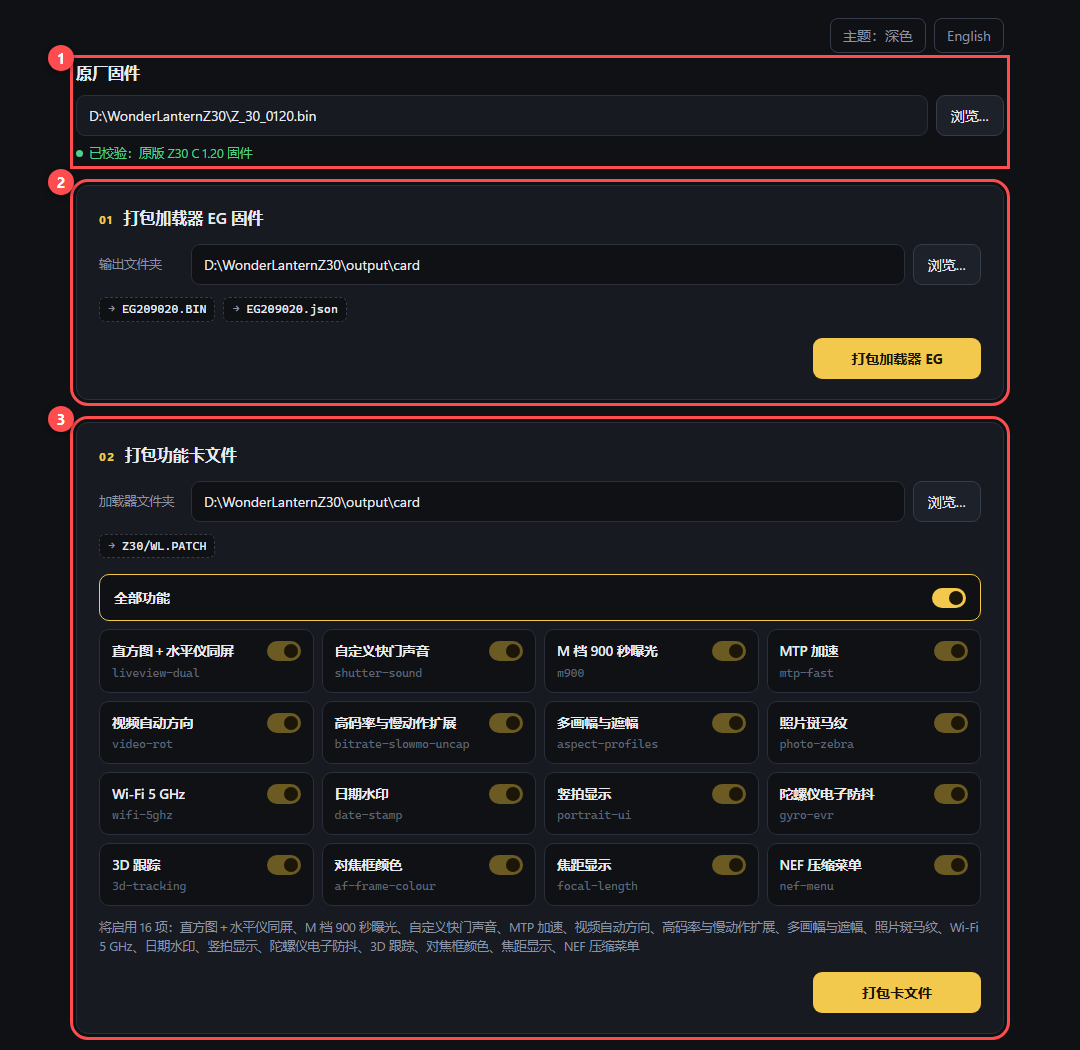 主题：深色
English
1
原厂固件
D:\WonderLanternZ30\Z_30_0120.bin
浏览...
已校验：原版 Z30 C 1.20 固件
2
01 打包加载器 EG 固件
输出文件夹
D:\WonderLanternZ30\output\card
浏览...
→ EG209020.BIN
→ EG209020.json
打包加载器 EG
3
02 打包功能卡文件
加载器文件夹
D:\WonderLanternZ30\output\card
浏览...
→ Z30/WL.PATCH
全部功能
直方图 + 水平仪同屏
liveview-dual
自定义快门声音
shutter-sound
M 档 900 秒曝光
m900
MTP 加速
mtp-fast
视频自动方向
video-rot
高码率与慢动作扩展
bitrate-slowmo-uncap
多画幅与遮幅
aspect-profiles
照片斑马纹
photo-zebra
Wi-Fi 5 GHz
wifi-5ghz
日期水印
date-stamp
竖拍显示
portrait-ui
陀螺仪电子防抖
gyro-evr
3D 跟踪
3d-tracking
对焦框颜色
af-frame-colour
焦距显示
focal-length
NEF 压缩菜单
nef-menu
将启用 16 项：直方图 + 水平仪同屏、M 档 900 秒曝光、自定义快门声音、MTP 加速、视频自动方向、高码率与慢动作扩展、多画幅与遮幅、照片斑马纹、Wi-Fi
5 GHz、日期水印、竖拍显示、陀螺仪电子防抖、3D 跟踪、对焦框颜色、焦距显示、NEF 压缩菜单
打包卡文件